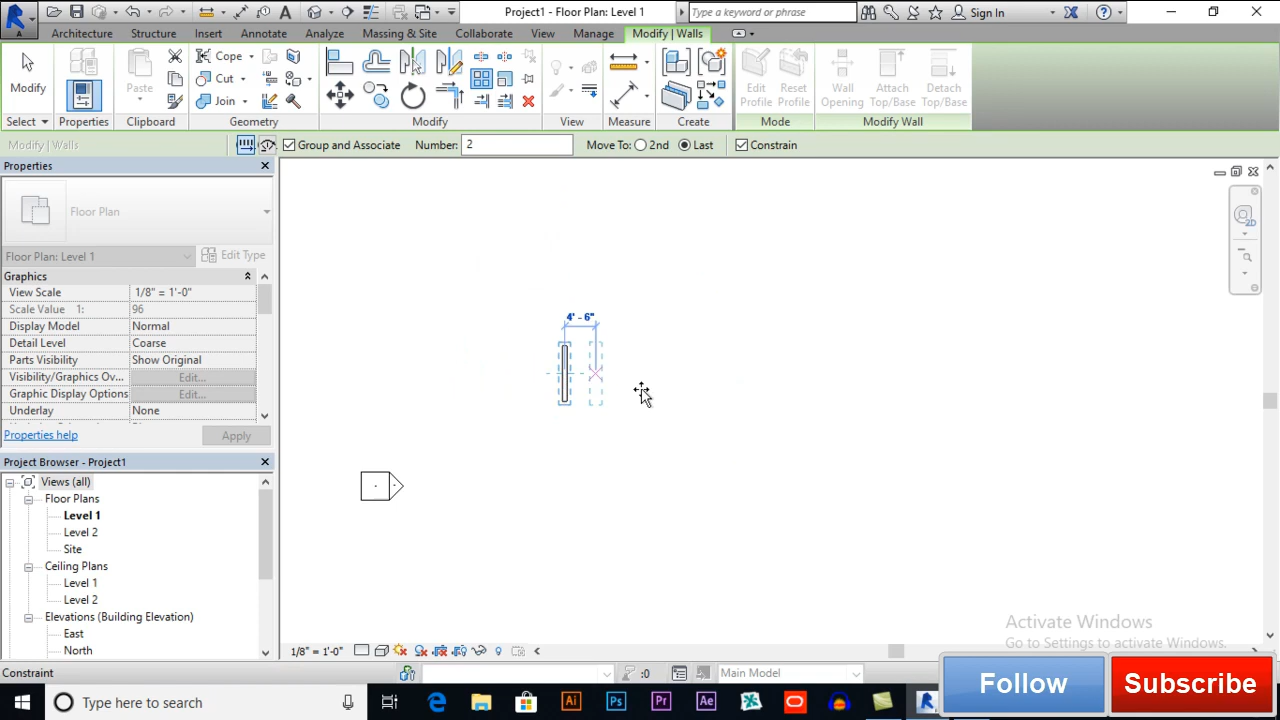 Project1 - Floor Plan: Level 1
Type a keyword or phrase
Sign In
Architecture Structure Insert Annotate Analyze Massing & Site Collaborate View Manage Modify | Walls
Modify
Paste
Cope
Cut
Join
Edit Profile
Reset Profile
Wall Opening
Attach Top/Base
Detach Top/Base
Select Properties Clipboard Geometry Modify View Measure Create Mode Modify Wall
Modify | Walls
Group and Associate Number: 2 Move To: 2nd Last Constrain
Properties
Floor Plan
Floor Plan: Level 1 Edit Type
Graphics
View Scale 1/8" = 1'-0"
Scale Value 1: 96
Display Model Normal
Detail Level Coarse
Parts Visibility Show Original
Visibility/Graphics Ov... Edit...
Graphic Display Options Edit...
Underlay None
Properties help Apply
Project Browser - Project1
Views (all)
Floor Plans
Level 1
Level 2
Site
Ceiling Plans
Level 1
Level 2
Elevations (Building Elevation)
East
North
4' - 6"
2D
Activate Windows
Go to Settings to activate Windows.
1/8" = 1'-0"
Constraint
:0
Main Model
Follow
Subscribe
Type here to search
Ai Ps Pr Ae